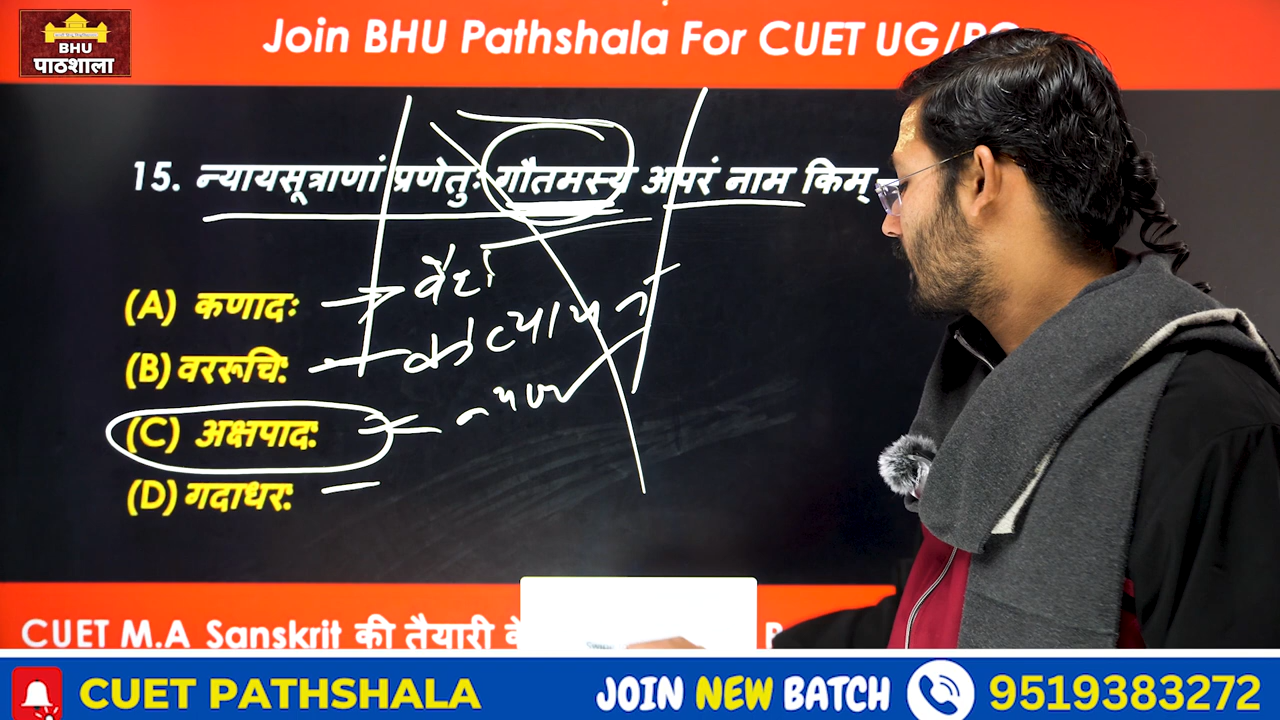 Join BHU Pathshala For CUET UG/
BHU
पाठशाला
15. न्यायसूत्राणां प्रणेतुः गौतमस्य अपरं नाम किम्
(A) कणादः
(B) वररूचिः
कात्यायन
(C) अक्षपादः
न्याय
(D) गदाधरः
CUET M.A Sanskrit की तैयारी
CUET PATHSHALA
JOIN NEW BATCH
9519383272